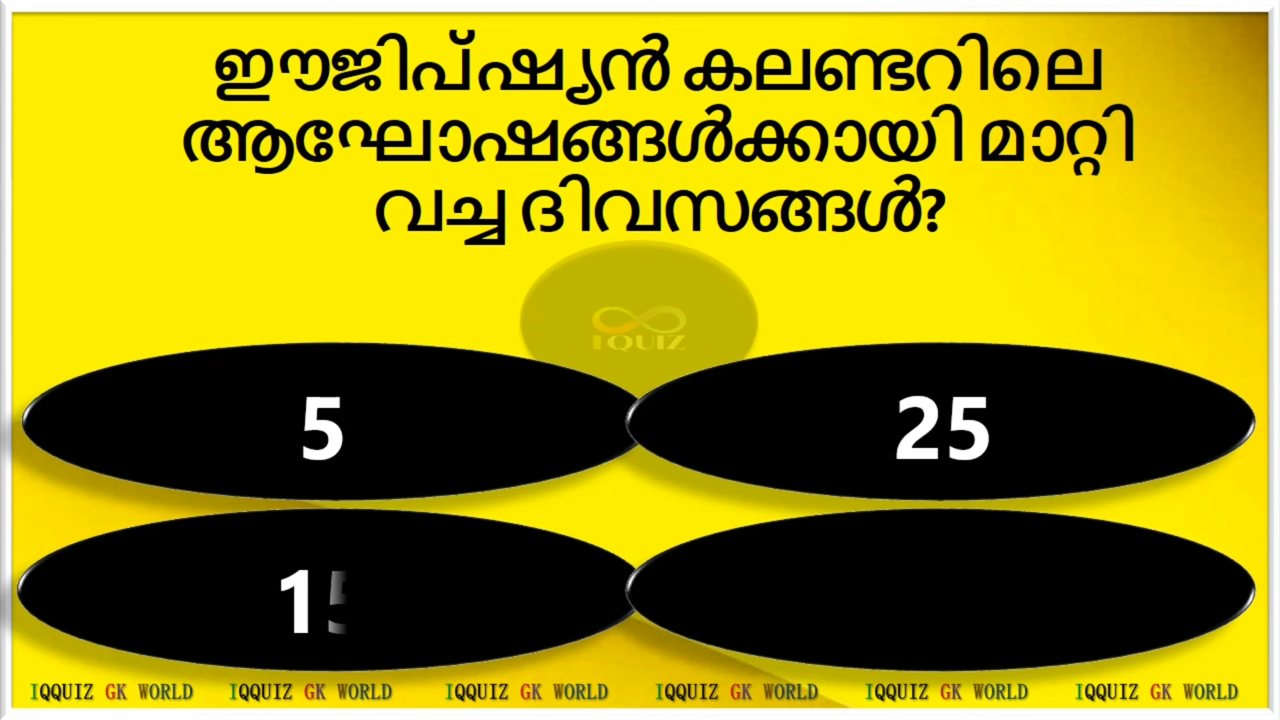 ഈജിപ്ഷ്യൻ കലണ്ടറിലെ
ആഘോഷങ്ങൾക്കായി മാറ്റി
വച്ച ദിവസങ്ങൾ?
IQUIZ
5
25
15
IQQUIZ GK WORLD IQQUIZ GK WORLD IQQUIZ GK WORLD IQQUIZ GK WORLD IQQUIZ GK WORLD IQQUIZ GK WORLD